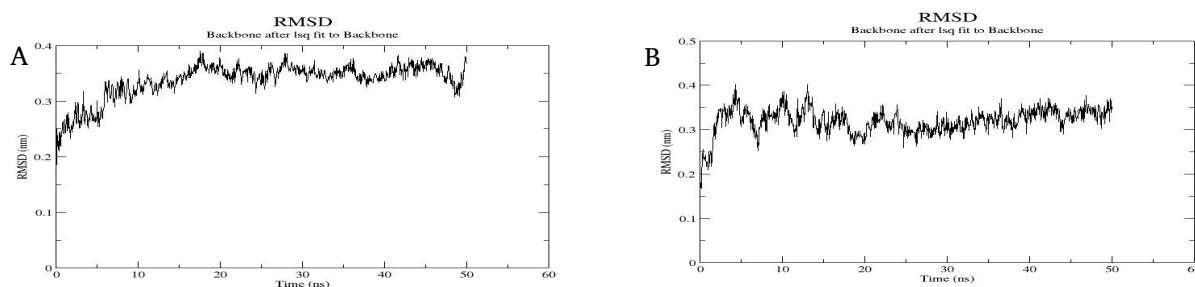 A
RMSD
Backbone after lsq fit to Backbone
0.4
0.3
0.2
0.1
0
RMSD (nm)
0 10 20 30 40 50 60
Time (ns)
B
RMSD
Backbone after lsq fit to Backbone
0.5
0.4
0.3
0.2
0.1
0
RMSD (nm)
0 10 20 30 40 50 60
Time (ns)